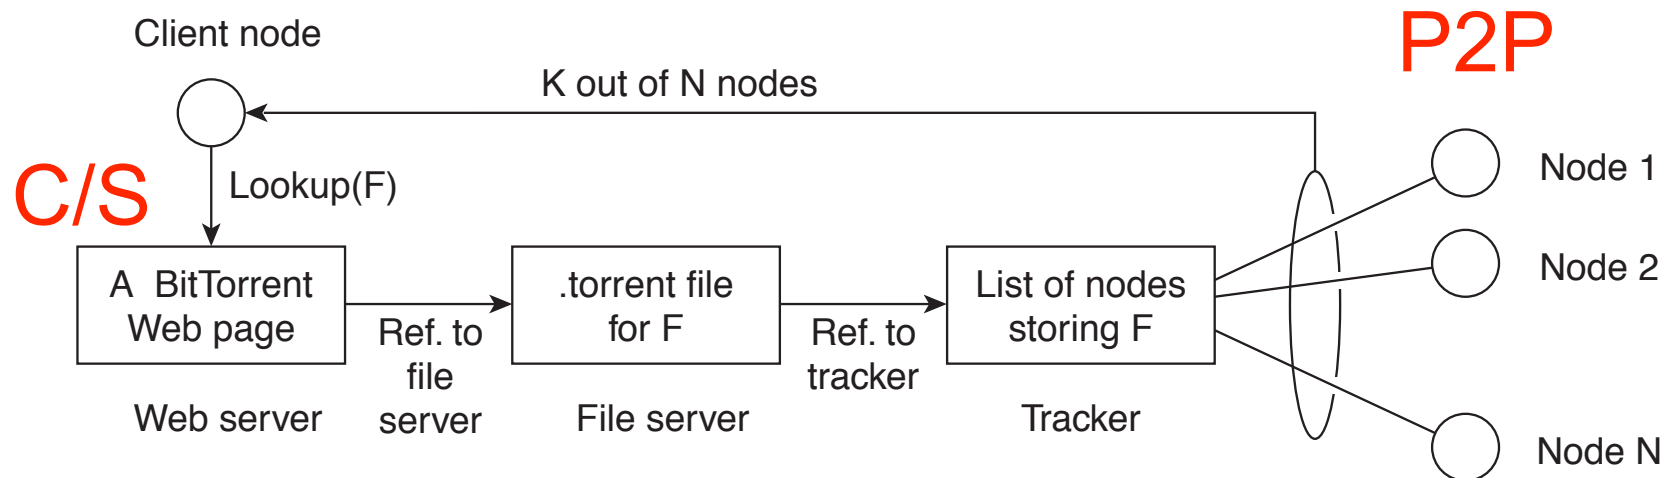 Client node
P2P
K out of N nodes
C/S
Lookup(F)
Node 1
Node 2
A BitTorrent
Web page
Ref. to
file
server
.torrent file
for F
Ref. to
tracker
List of nodes
storing F
Web server
File server
Tracker
Node N